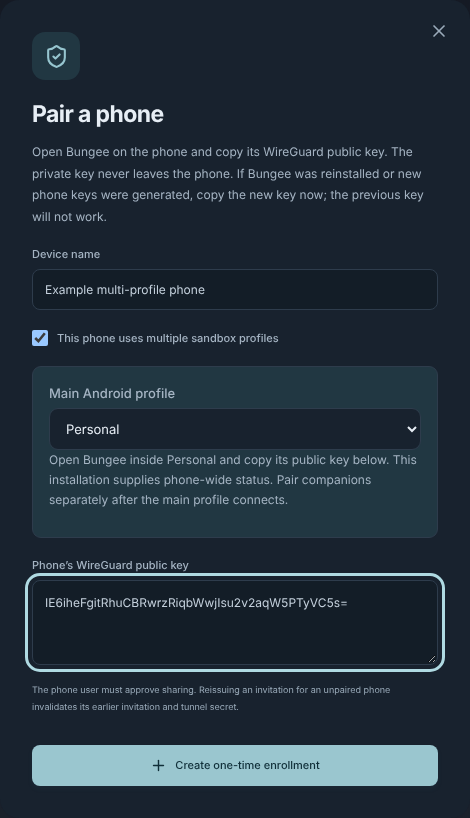 Pair a phone
Open Bungee on the phone and copy its WireGuard public key. The
private key never leaves the phone. If Bungee was reinstalled or new
phone keys were generated, copy the new key now; the previous key
will not work.
Device name
Example multi-profile phone
This phone uses multiple sandbox profiles
Main Android profile
Personal
Open Bungee inside Personal and copy its public key below. This
installation supplies phone-wide status. Pair companions
separately after the main profile connects.
Phone's WireGuard public key
IE6iheFgitRhuCBRwrzRiqbWwjIsu2v2aqW5PTyVC5s=
The phone user must approve sharing. Reissuing an invitation for an unpaired phone
invalidates its earlier invitation and tunnel secret.
Create one-time enrollment